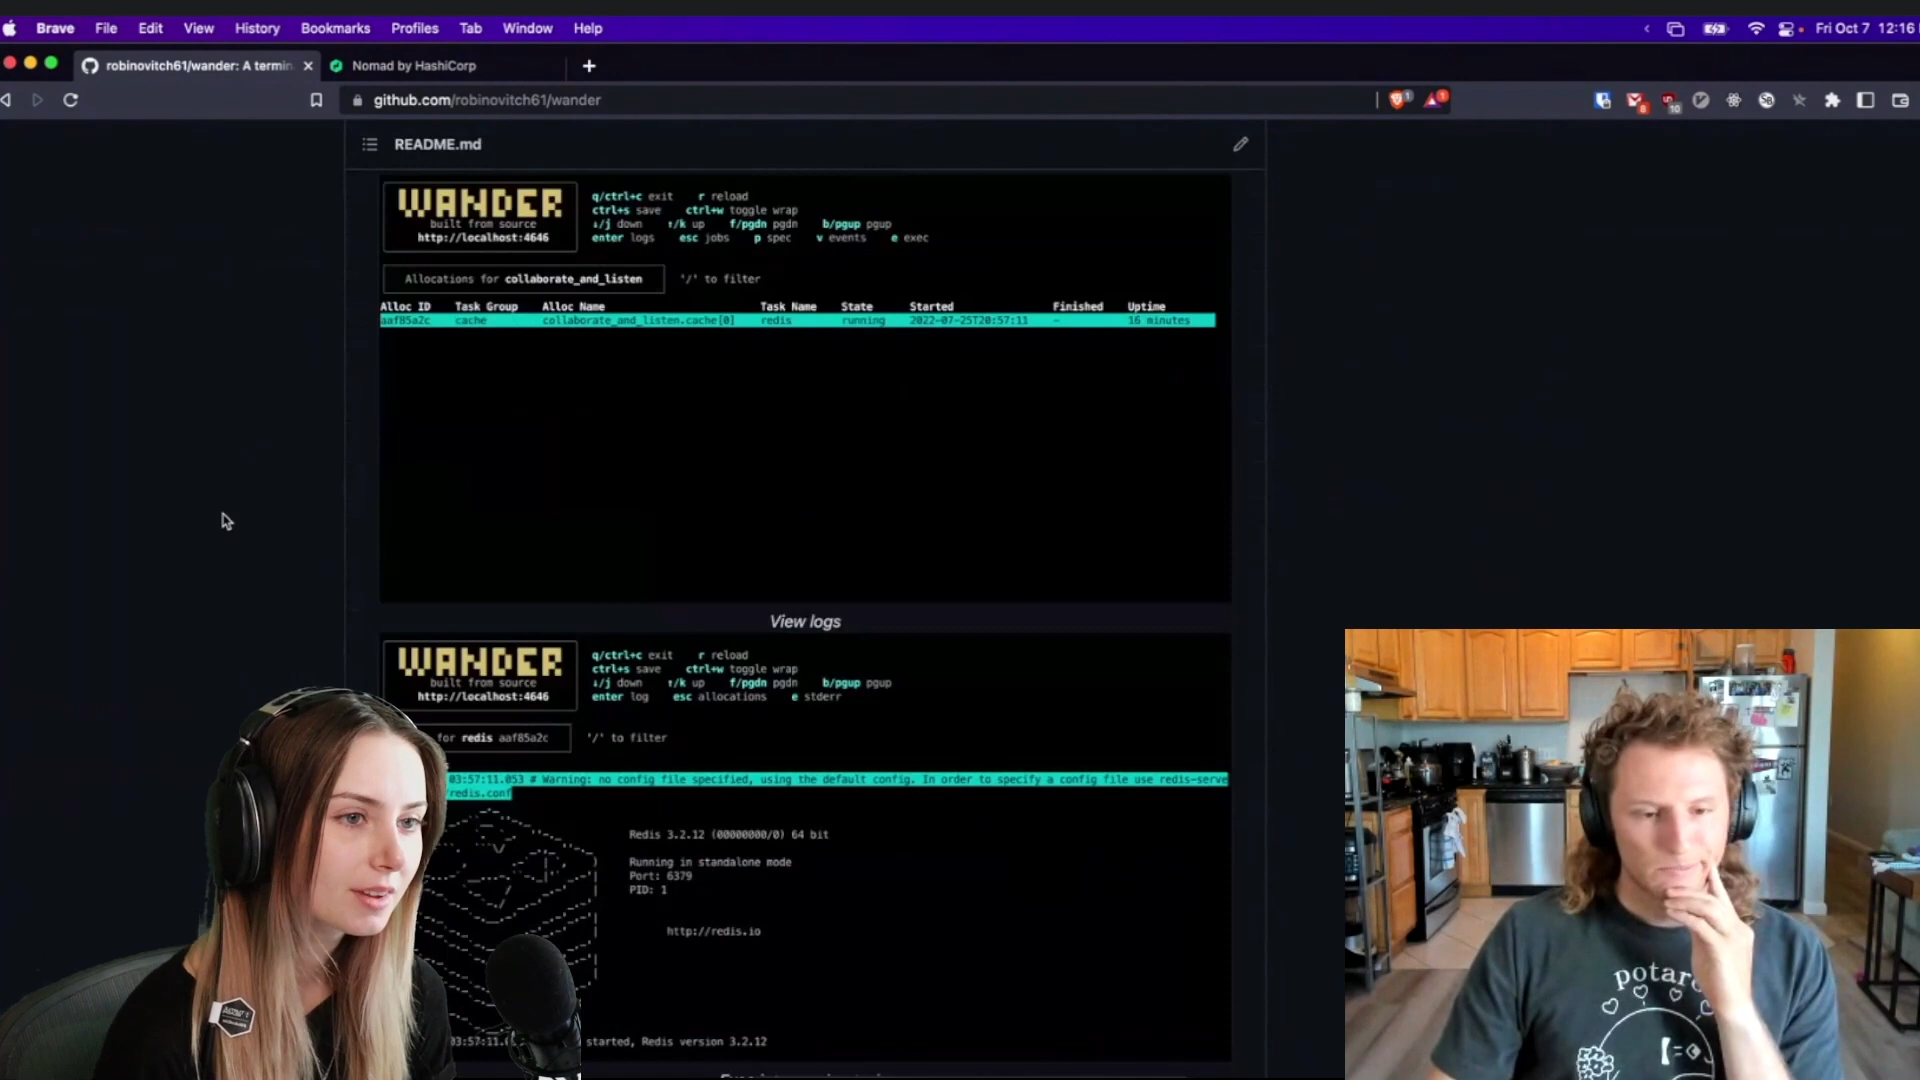 Brave File Edit View History Bookmarks Profiles Tab Window Help Fri Oct 7 12:16
robinovitch61/wander: A termin Nomad by HashiCorp
github.com/robinovitch61/wander
README.md
WANDER
built from source
http://localhost:4646
q/ctrl+c exit r reload
ctrl+s save ctrl+w toggle wrap
↓/j down ↑/k up f/pgdn pgdn b/pgup pgup
enter logs esc jobs p spec v events e exec
Allocations for collaborate_and_listen '/' to filter
Alloc ID Task Group Alloc Name Task Name State Started Finished Uptime
aaf85a2c cache collaborate_and_listen.cache[0] redis running 2022-07-25T20:57:11 - 16 minutes
View logs
WANDER
built from source
http://localhost:4646
q/ctrl+c exit r reload
ctrl+s save ctrl+w toggle wrap
↓/j down ↑/k up f/pgdn pgdn b/pgup pgup
enter log esc allocations e stderr
for redis aaf85a2c '/' to filter
03:57:11.053 # Warning: no config file specified, using the default config. In order to specify a config file use redis-serve
/redis.conf
Redis 3.2.12 (00000000/0) 64 bit
Running in standalone mode
Port: 6379
PID: 1
http://redis.io
03:57:11. started, Redis version 3.2.12
potaro